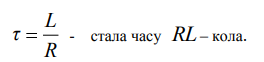 τ = L/R - стала часу RL – кола.